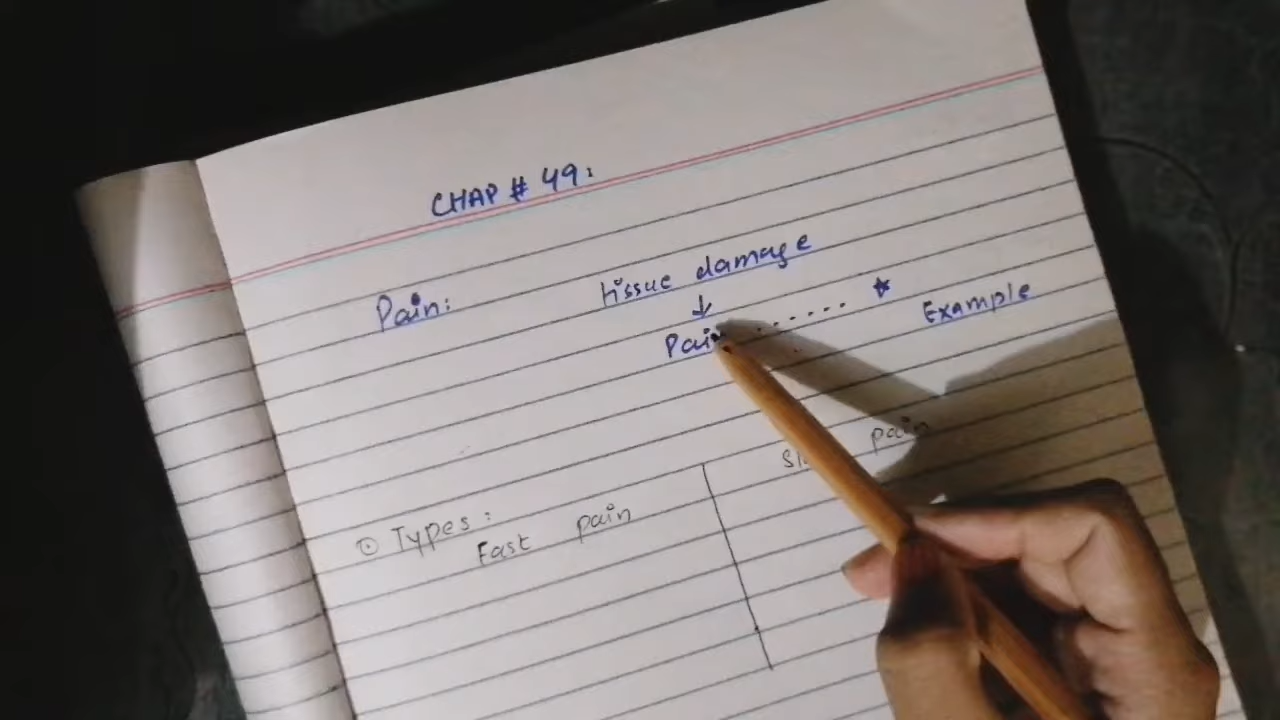 CHAP # 49:
Pain: tissue damage
↓
Pain ...... ★ Example
pain
⊙ Types:
Fast pain